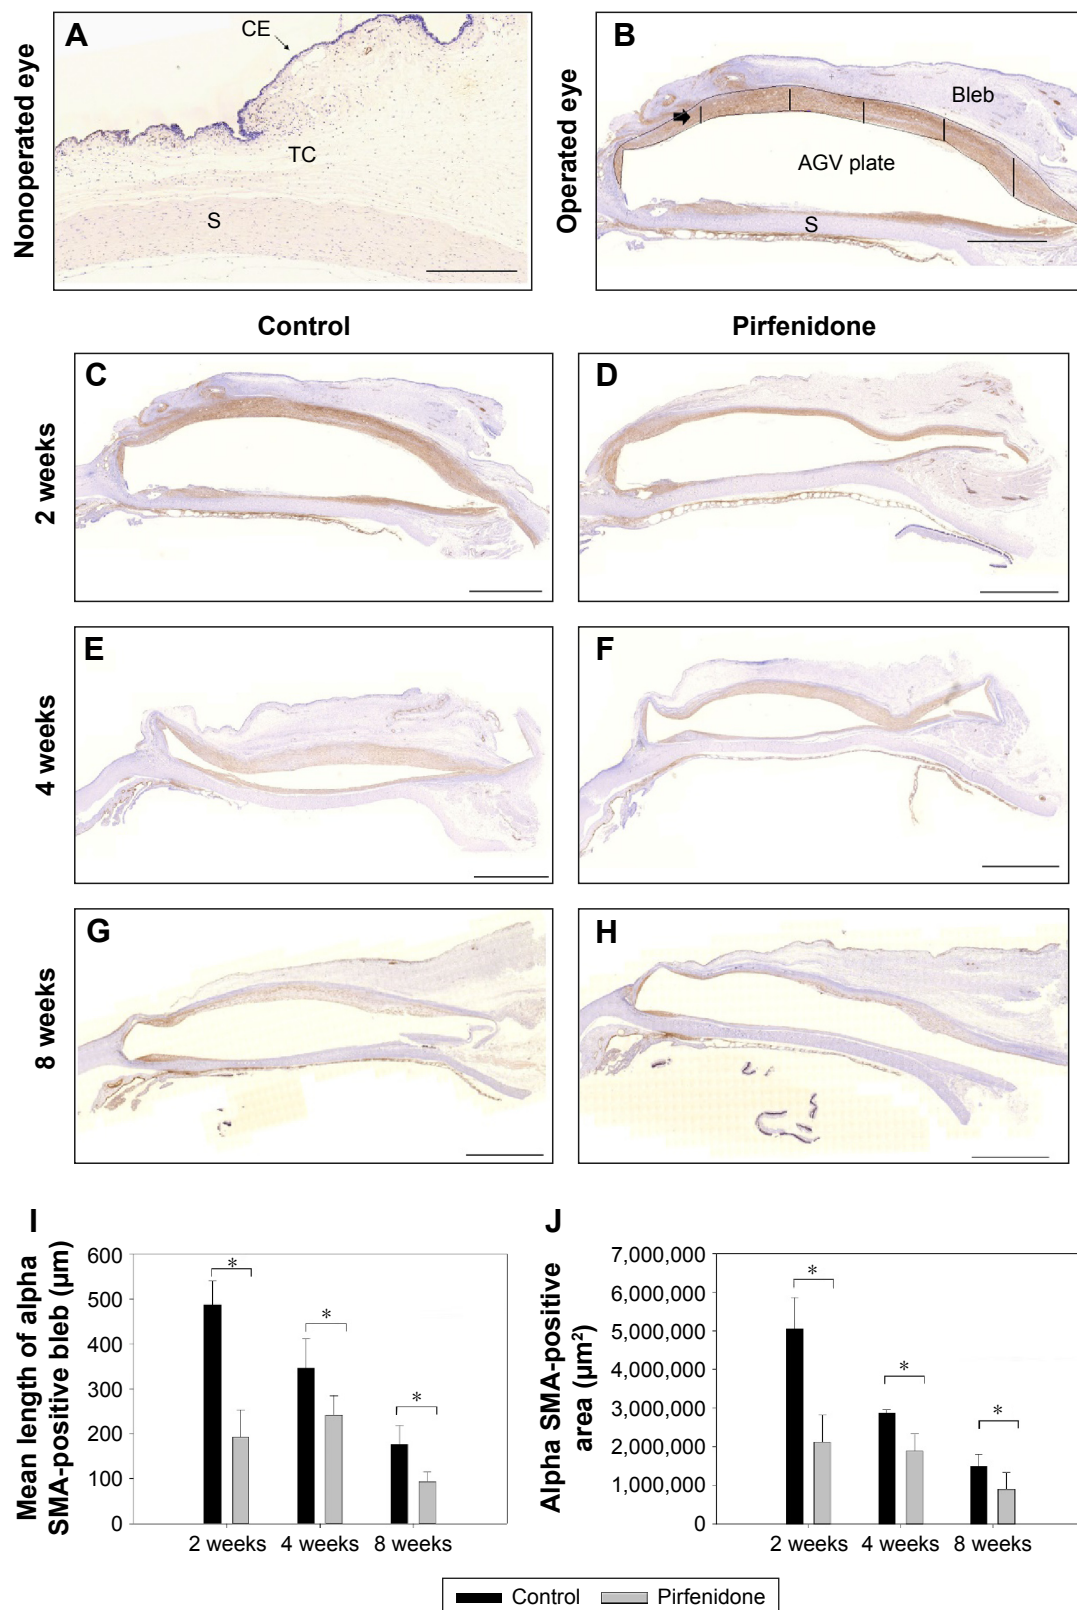 Nonoperated eye
A
CE
TC
S
Operated eye
B
Bleb
AGV plate
S
Control
Pirfenidone
2 weeks
C
D
4 weeks
E
F
8 weeks
G
H
I
Mean length of alpha
SMA-positive bleb (µm)
600
500
400
300
200
100
0
*
*
*
2 weeks
4 weeks
8 weeks
J
Alpha SMA-positive
area (µm²)
7,000,000
6,000,000
5,000,000
4,000,000
3,000,000
2,000,000
1,000,000
0
*
*
*
2 weeks
4 weeks
8 weeks
Control
Pirfenidone